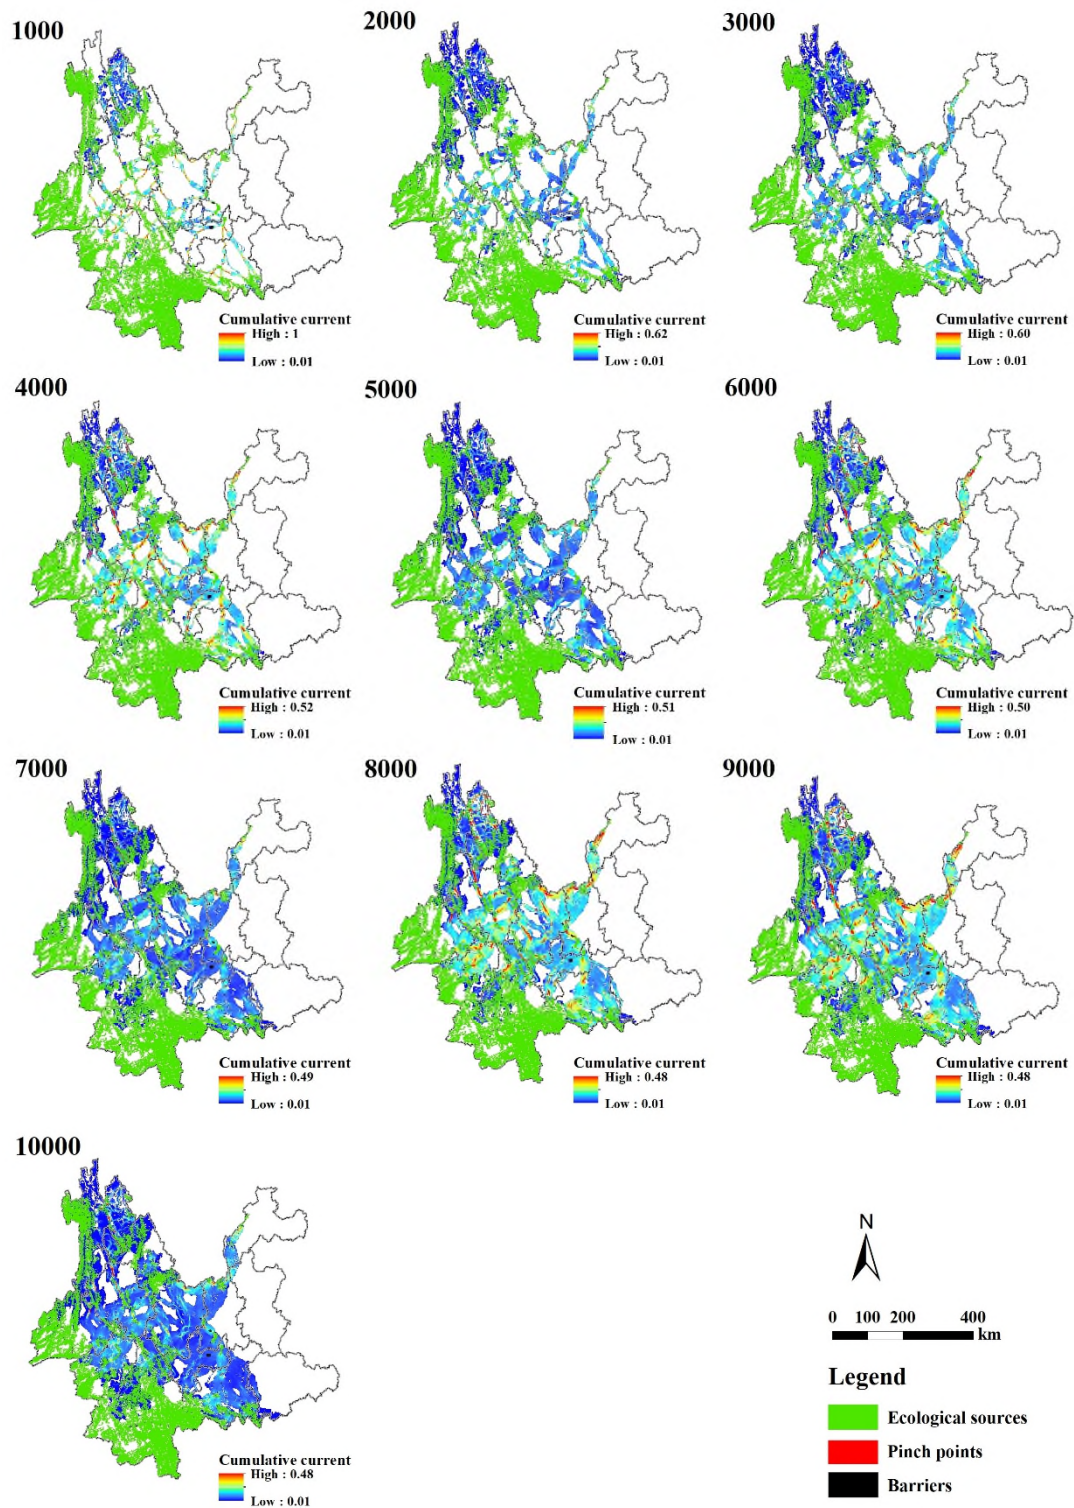 1000
2000
3000
Cumulative current
High : 1
Low : 0.01
Cumulative current
High : 0.62
Low : 0.01
Cumulative current
High : 0.60
Low : 0.01
4000
5000
6000
Cumulative current
High : 0.52
Low : 0.01
Cumulative current
High : 0.51
Low : 0.01
Cumulative current
High : 0.50
Low : 0.01
7000
8000
9000
Cumulative current
High : 0.49
Low : 0.01
Cumulative current
High : 0.48
Low : 0.01
Cumulative current
High : 0.48
Low : 0.01
10000
Cumulative current
High : 0.48
Low : 0.01
N
0 100 200 400
km
Legend
Ecological sources
Pinch points
Barriers